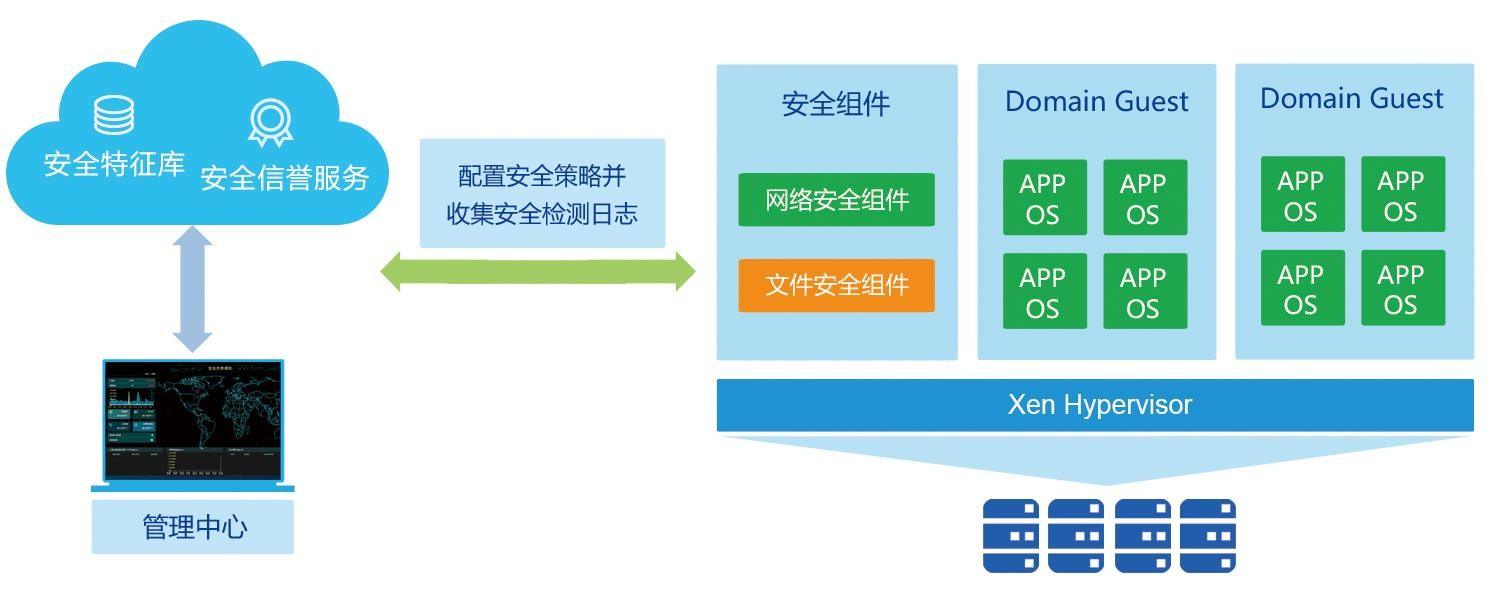 安全特征库
安全信誉服务
配置安全策略并
收集安全检测日志
管理中心
安全组件
网络安全组件
文件安全组件
Domain Guest
APP
OS
APP
OS
APP
OS
APP
OS
Domain Guest
APP
OS
APP
OS
APP
OS
APP
OS
Xen Hypervisor